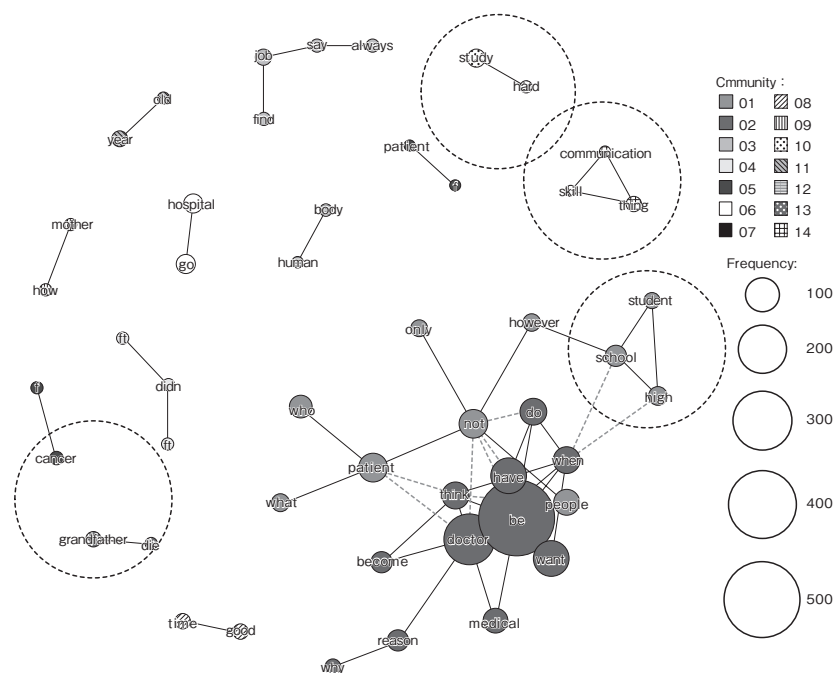 old
year
job
say
always
find
study
hard
patient
communication
skill
thing
mother
how
hospital
go
body
human
ft
didn
ft
f
cancer
grandfather
die
time
good
only
however
student
school
high
who
not
do
patient
when
what
think
have
people
be
doctor
become
want
medical
reason
why
Cmmunity :
01 08
02 09
03 10
04 11
05 12
06 13
07 14
Frequency:
100
200
300
400
500